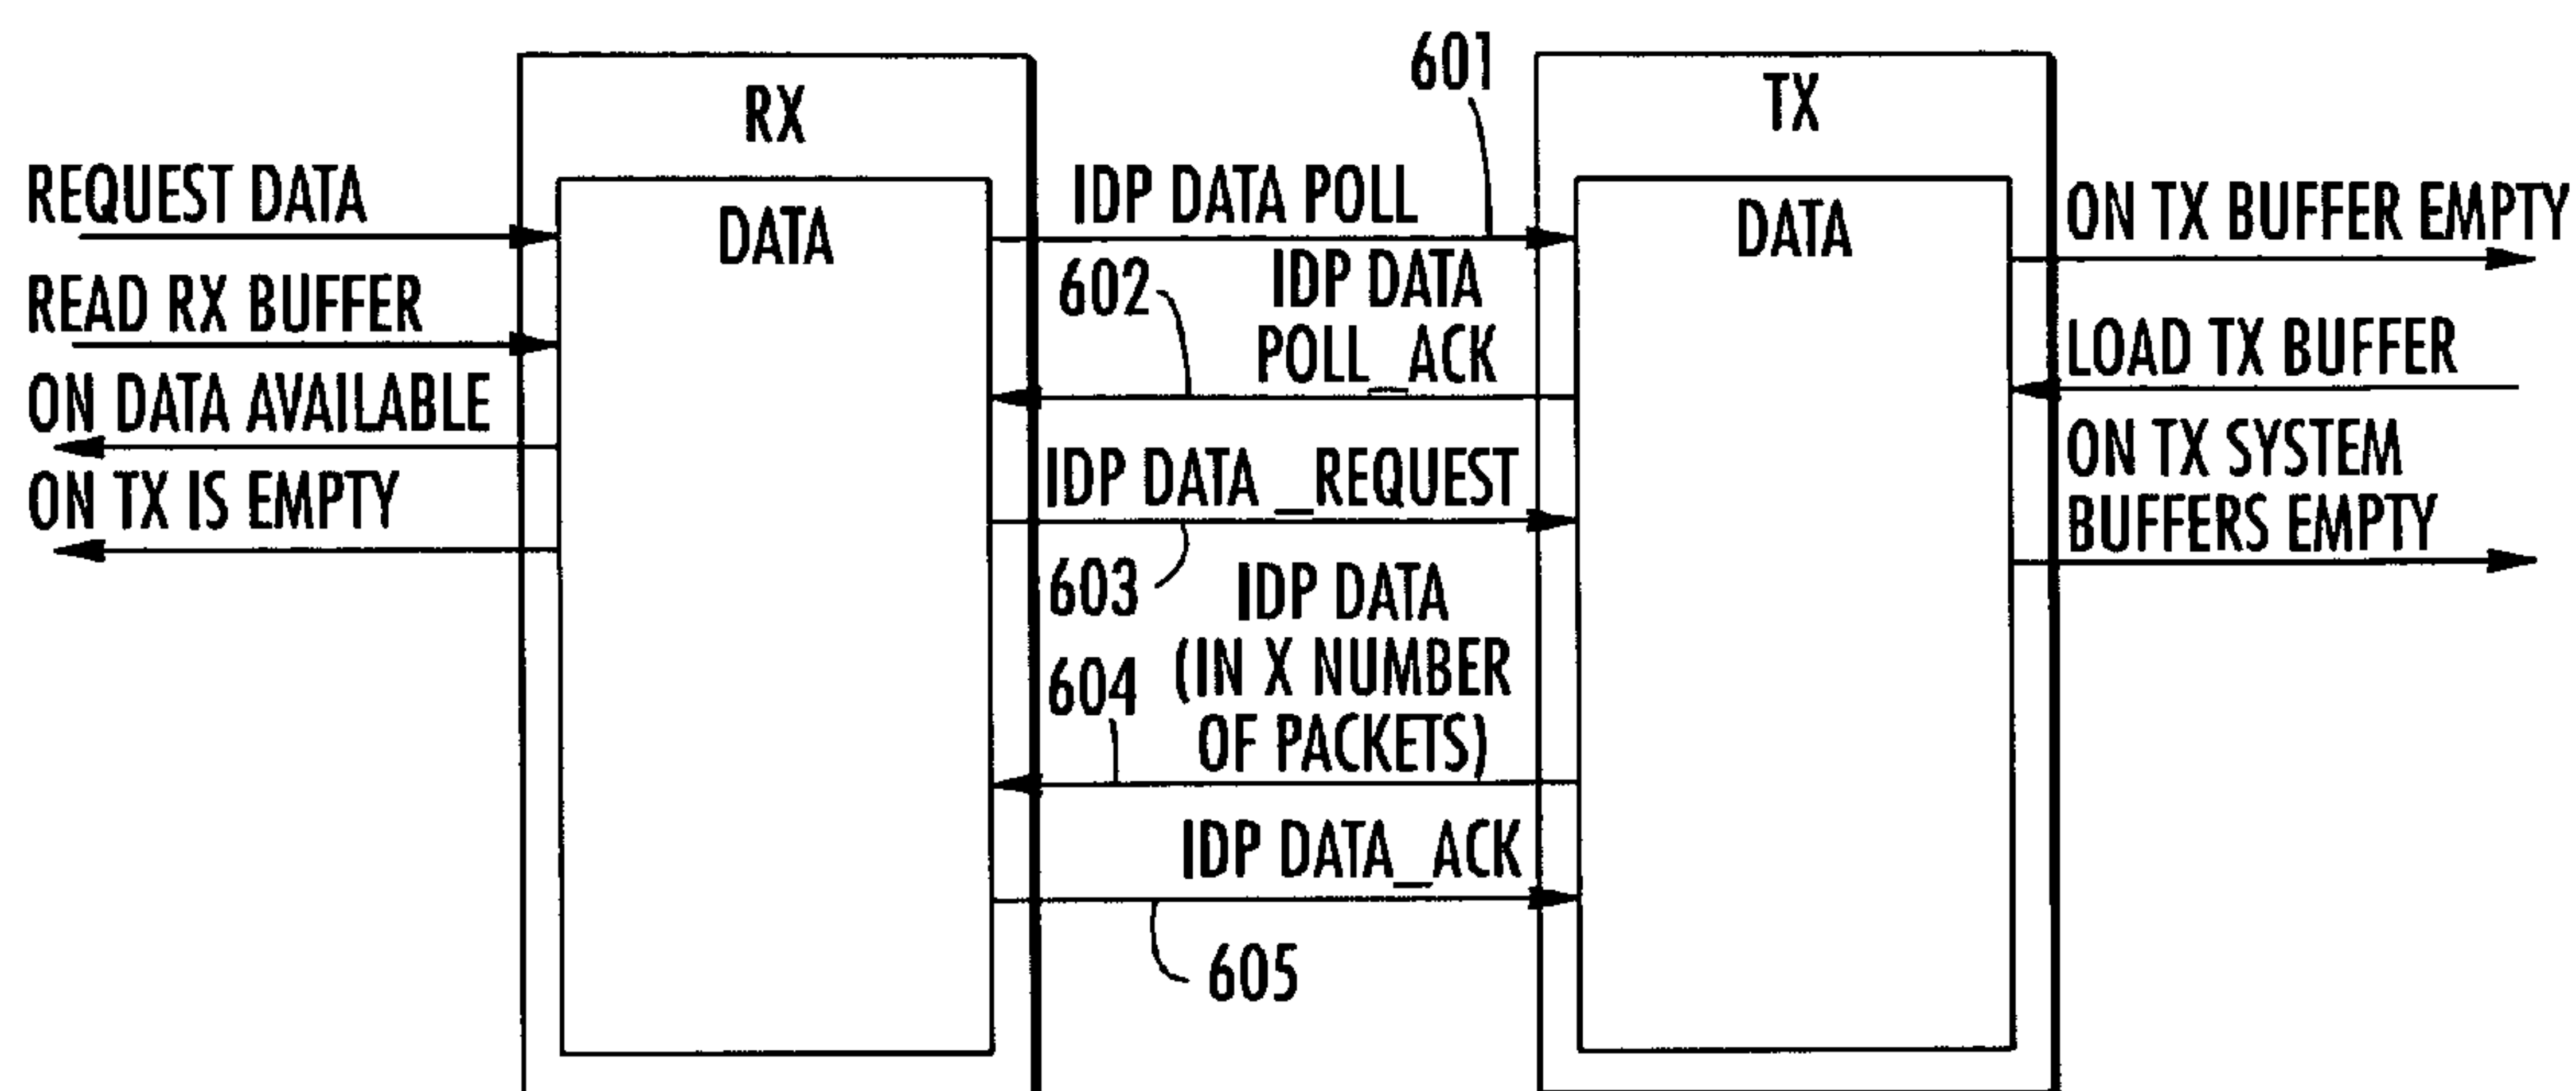 RX
DATA
REQUEST DATA
READ RX BUFFER
ON DATA AVAILABLE
ON TX IS EMPTY
601
IDP DATA POLL
602
IDP DATA
POLL_ACK
IDP DATA _REQUEST
603
IDP DATA
(IN X NUMBER
OF PACKETS)
604
IDP DATA_ACK
605
TX
DATA
ON TX BUFFER EMPTY
LOAD TX BUFFER
ON TX SYSTEM
BUFFERS EMPTY